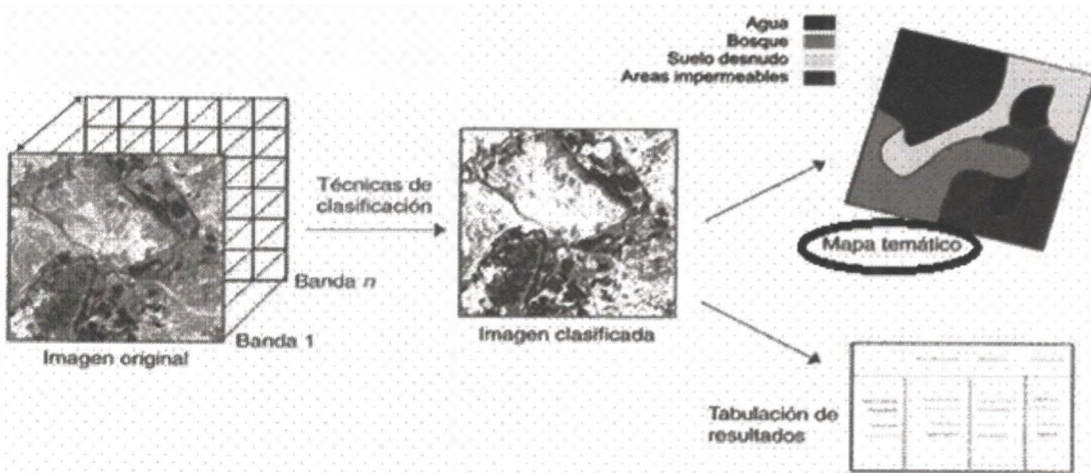 Agua
Bosque
Suelo desnudo
Areas impermeables
Técnicas de
clasificación
Banda n
Banda 1
Imagen original
Imagen clasificada
Mapa temático
Tabulación de
resultados